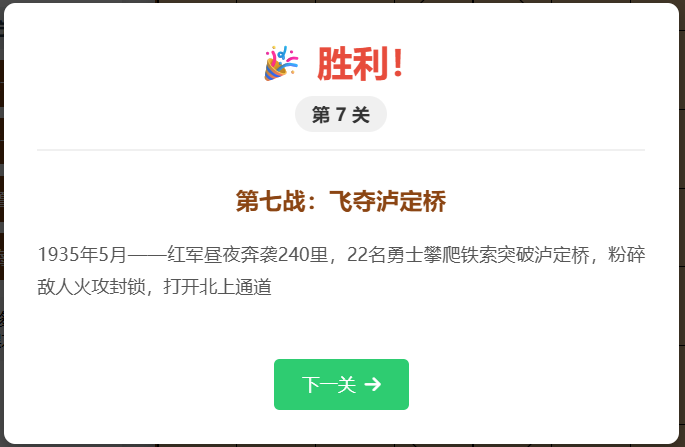 🎉 胜利！
第 7 关
第七战：飞夺泸定桥
1935年5月——红军昼夜奔袭240里，22名勇士攀爬铁索突破泸定桥，粉碎
敌人火攻封锁，打开北上通道
下一关 →